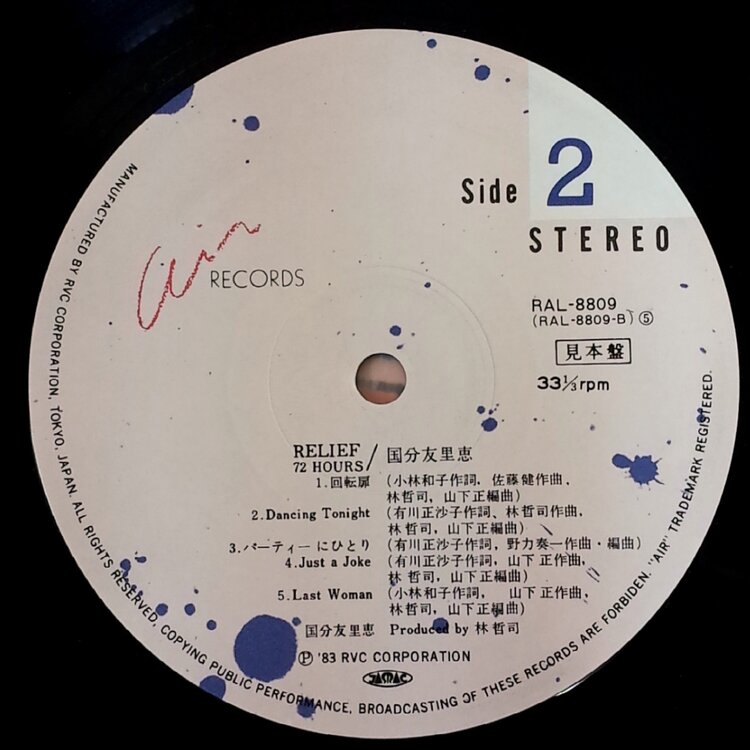 Side 2
STEREO
air RECORDS
RAL-8809
(RAL-8809-B) ⑤
見本盤
33⅓rpm
RELIEF / 国分友里恵
72 HOURS
1.回転扉 (小林和子作詞, 佐藤健作曲,
林哲司, 山下正編曲)
2.Dancing Tonight (有川正沙子作詞、林哲司作曲,
林哲司, 山下正編曲)
3.パーティーにひとり (有川正沙子作詞, 野力奏一作曲・編曲)
4.Just a Joke (有川正沙子作詞, 山下正作曲,
林哲司, 山下正編曲)
5.Last Woman (小林和子作詞, 山下正作曲,
林哲司, 山下正編曲)
国分友里恵 Produced by 林哲司
Ⓟ '83 RVC CORPORATION
JASRAC
MANUFACTURED BY RVC CORPORATION, TOKYO, JAPAN. ALL RIGHTS RESERVED, COPYING PUBLIC PERFORMANCE, BROADCASTING OF THESE RECORDS ARE FORBIDEN. "AIR" TRADEMARK REGISTERED.